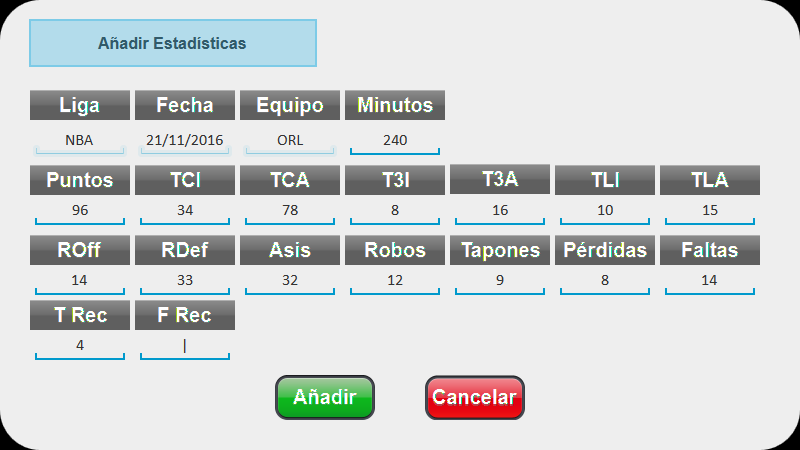 Añadir Estadísticas
Liga Fecha Equipo Minutos
NBA 21/11/2016 ORL 240
Puntos TCI TCA T3I T3A TLI TLA
96 34 78 8 16 10 15
ROff RDef Asis Robos Tapones Pérdidas Faltas
14 33 32 12 9 8 14
T Rec F Rec
4
Añadir Cancelar